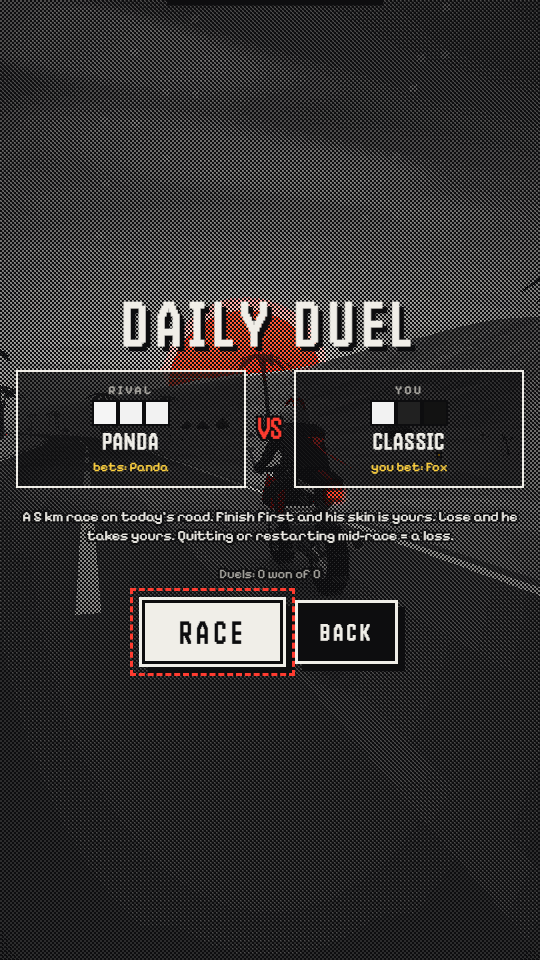 DAILY DUEL
RIVAL
PANDA
bets: Panda
VS
YOU
CLASSIC
you bet: Fox
A 8 km race on today's road. Finish first and his skin is yours. Lose and he
takes yours. Quitting or restarting mid-race = a loss.
Duels: 0 won of 0
RACE
BACK